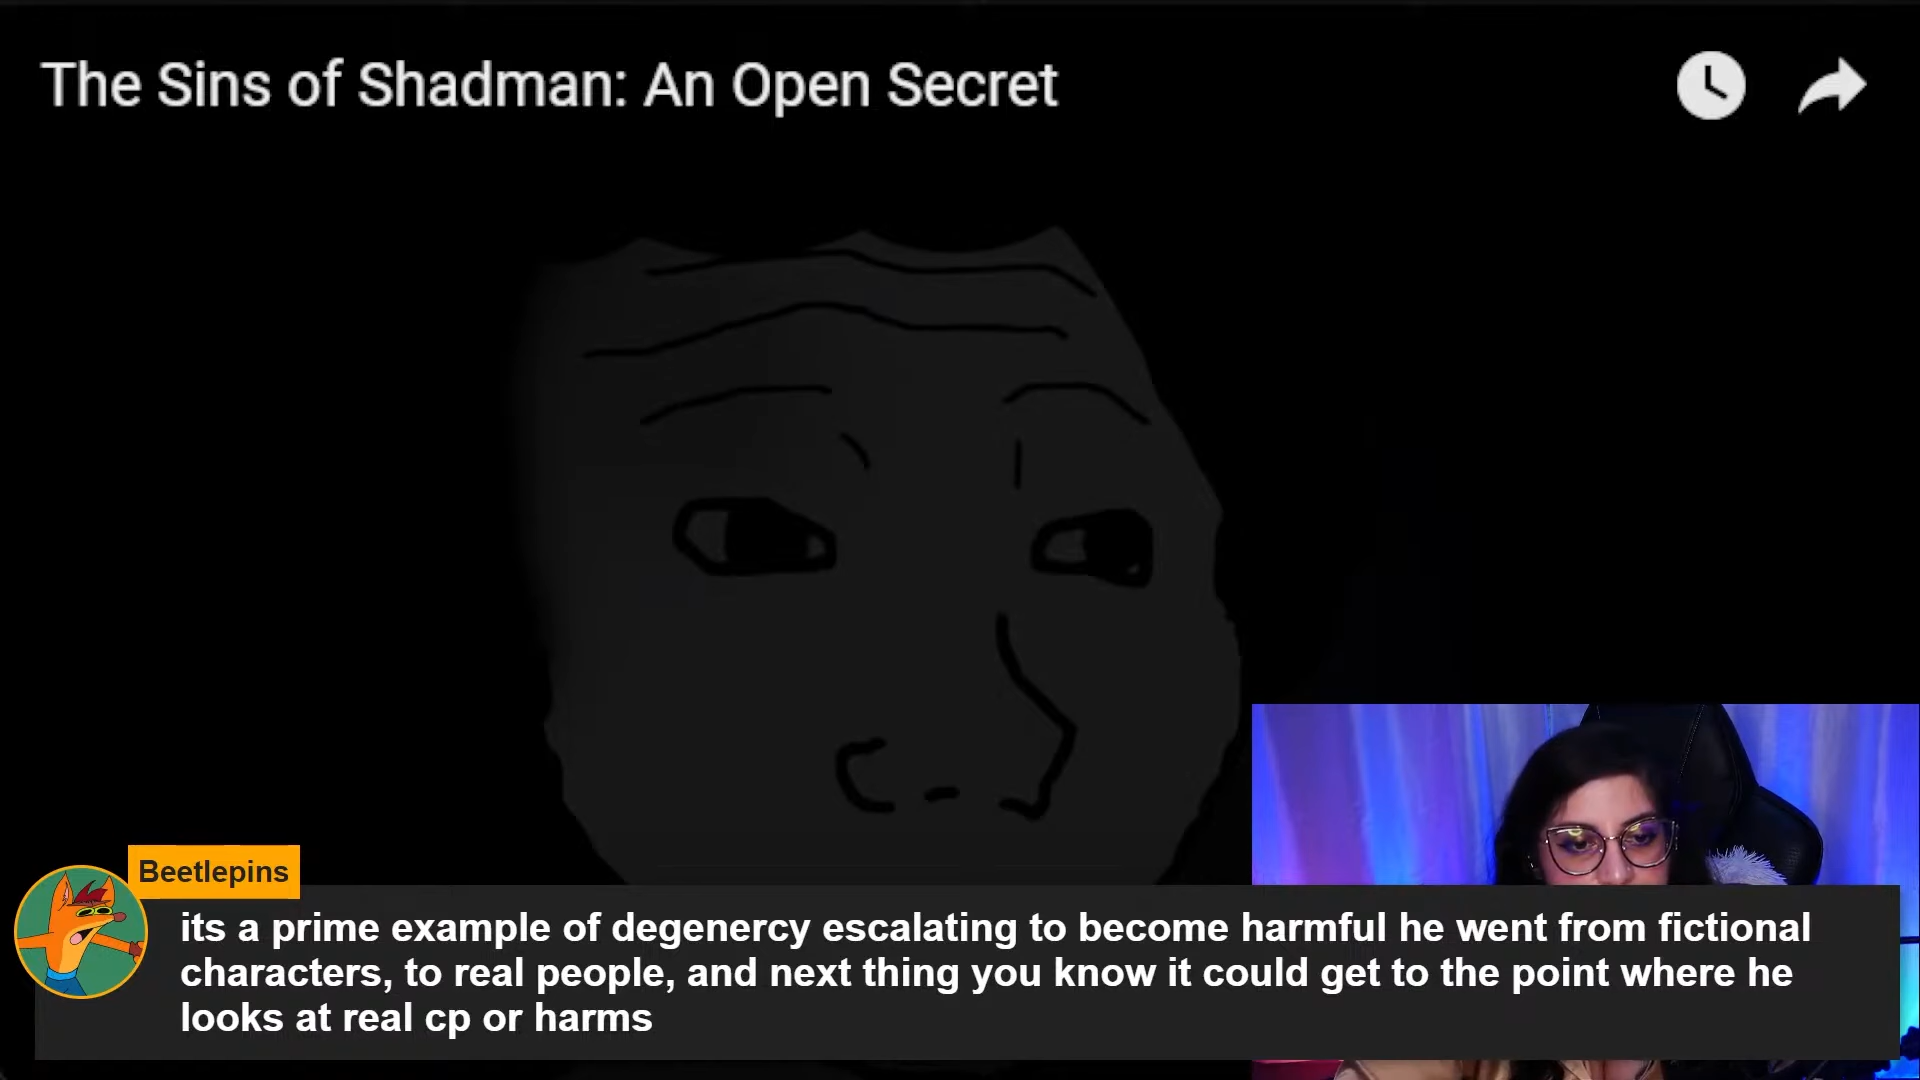 The Sins of Shadman: An Open Secret
Beetlepins
its a prime example of degenercy escalating to become harmful he went from fictional
characters, to real people, and next thing you know it could get to the point where he
looks at real cp or harms